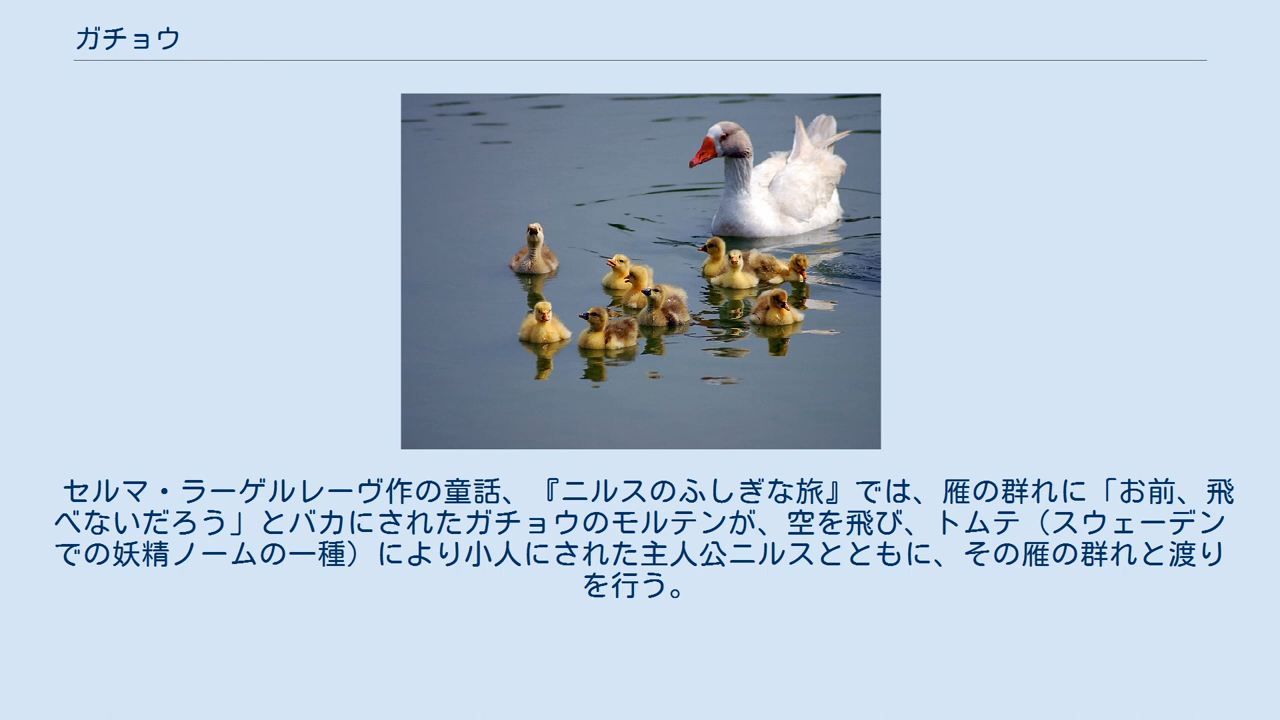 ガチョウ
セルマ・ラーゲルレーヴ作の童話、『ニルスのふしぎな旅』では、雁の群れに「お前、飛
べないだろう」とバカにされたガチョウのモルテンが、空を飛び、トムテ（スウェーデン
での妖精ノームの一種）により小人にされた主人公ニルスとともに、その雁の群れと渡り
を行う。